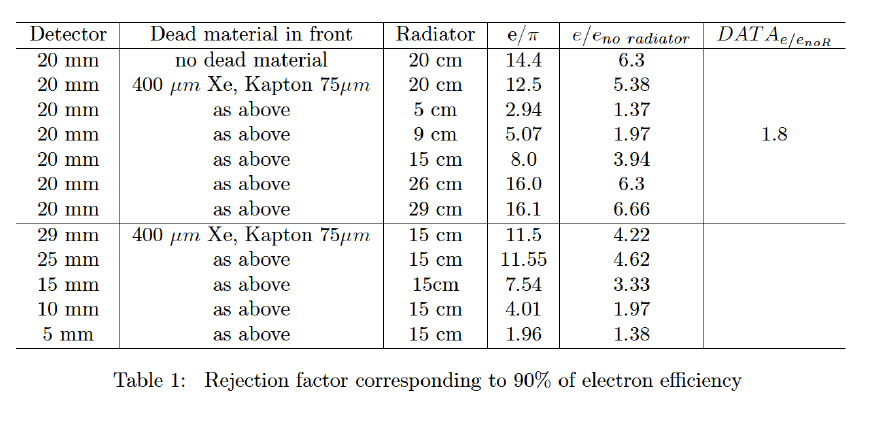 Detector Dead material in front Radiator e/π e/e_{no radiator} DATA_{e/e_{noR}}
20 mm no dead material 20 cm 14.4 6.3
20 mm 400 μm Xe, Kapton 75μm 20 cm 12.5 5.38
20 mm as above 5 cm 2.94 1.37
20 mm as above 9 cm 5.07 1.97 1.8
20 mm as above 15 cm 8.0 3.94
20 mm as above 26 cm 16.0 6.3
20 mm as above 29 cm 16.1 6.66
29 mm 400 μm Xe, Kapton 75μm 15 cm 11.5 4.22
25 mm as above 15 cm 11.55 4.62
15 mm as above 15cm 7.54 3.33
10 mm as above 15 cm 4.01 1.97
5 mm as above 15 cm 1.96 1.38
Table 1: Rejection factor corresponding to 90% of electron efficiency